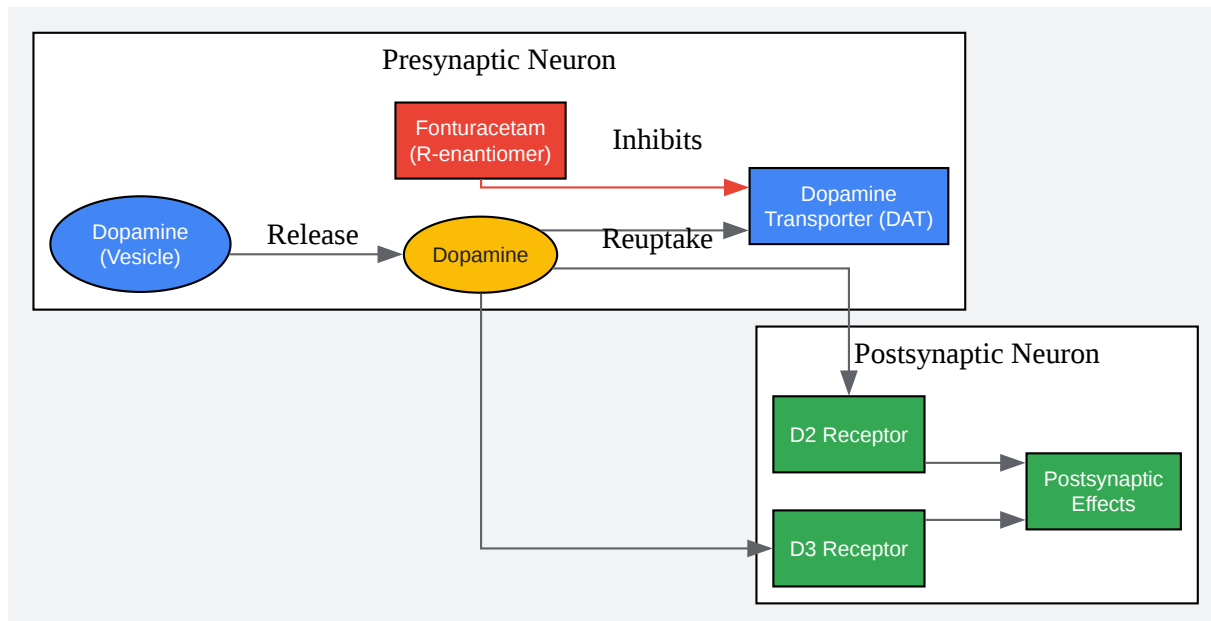 Presynaptic Neuron
Fonturacetam
(R-enantiomer)
Inhibits
Dopamine
Transporter (DAT)
Dopamine
(Vesicle)
Release
Dopamine
Reuptake
Postsynaptic Neuron
D2 Receptor
Postsynaptic
Effects
D3 Receptor